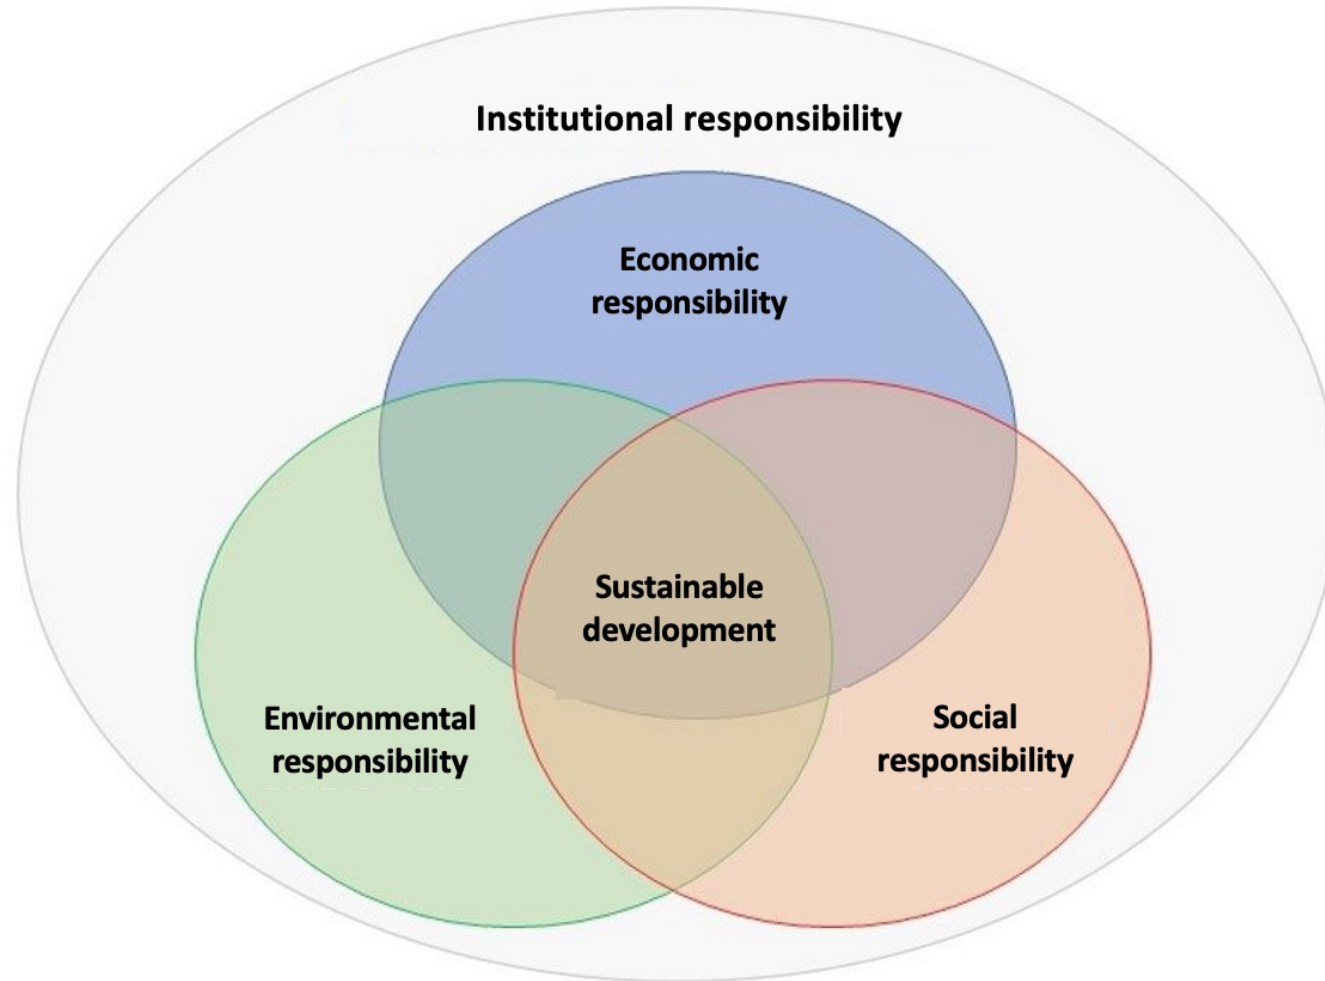 Institutional responsibility
Economic
responsibility
Sustainable
development
Environmental
responsibility
Social
responsibility